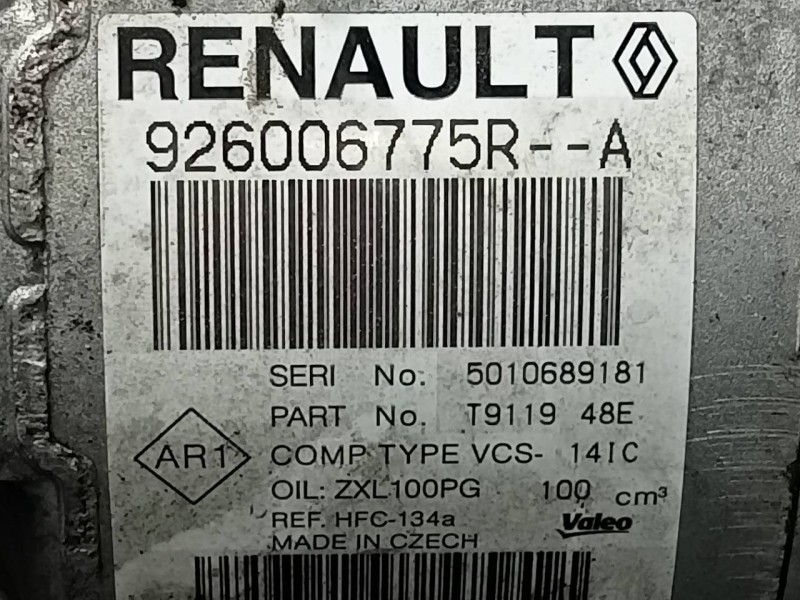 RENAULT
926006775R--A
SERI No. 5010689181
PART No. T9119 48E
AR1
COMP TYPE VCS- 14IC
OIL: ZXL100PG 100 cm³
REF. HFC-134a
Valeo
MADE IN CZECH